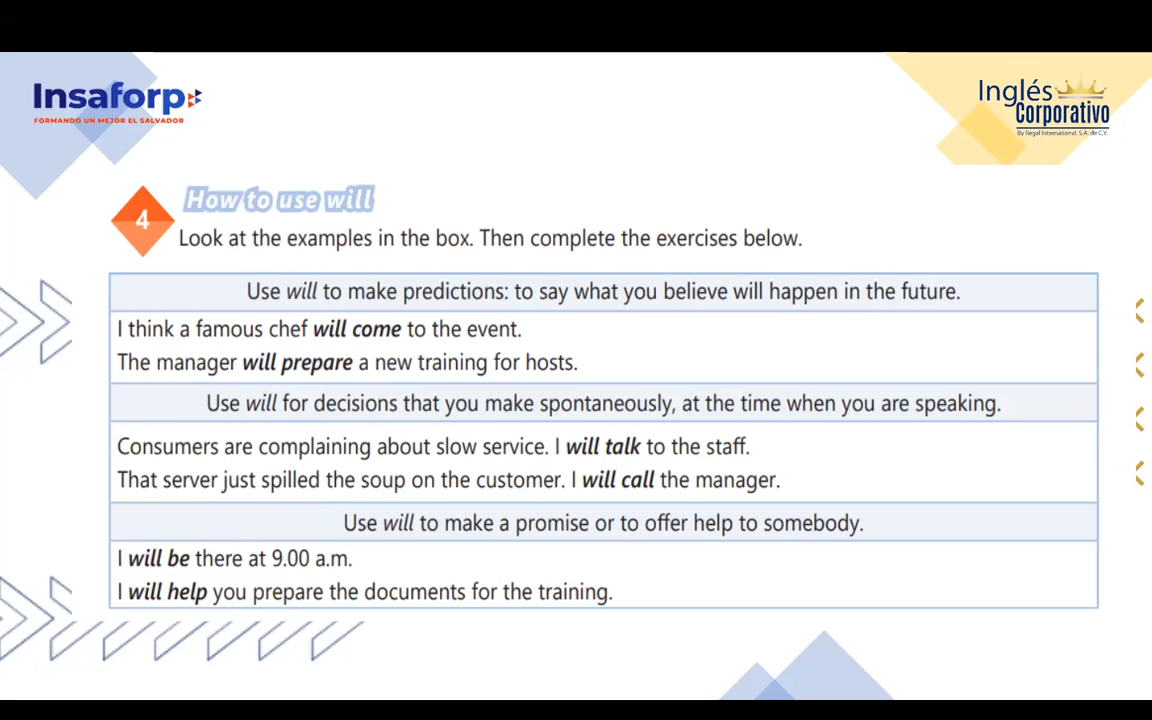 Insaforp
FORMANDO UN MEJOR EL SALVADOR
Inglés
Corporativo
By Regal International, S.A. de C.V.
4
How to use will
Look at the examples in the box. Then complete the exercises below.
Use will to make predictions: to say what you believe will happen in the future.
I think a famous chef will come to the event.
The manager will prepare a new training for hosts.
Use will for decisions that you make spontaneously, at the time when you are speaking.
Consumers are complaining about slow service. I will talk to the staff.
That server just spilled the soup on the customer. I will call the manager.
Use will to make a promise or to offer help to somebody.
I will be there at 9.00 a.m.
I will help you prepare the documents for the training.